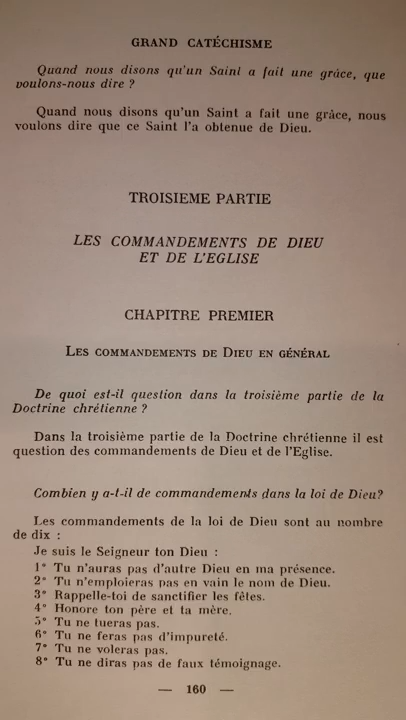 GRAND CATÉCHISME
Quand nous disons qu'un Saint a fait une grâce, que
voulons-nous dire ?
Quand nous disons qu'un Saint a fait une grâce, nous
voulons dire que ce Saint l'a obtenue de Dieu.
TROISIEME PARTIE
LES COMMANDEMENTS DE DIEU
ET DE L'EGLISE
CHAPITRE PREMIER
LES COMMANDEMENTS DE DIEU EN GÉNÉRAL
De quoi est-il question dans la troisième partie de la
Doctrine chrétienne ?
Dans la troisième partie de la Doctrine chrétienne il est
question des commandements de Dieu et de l'Eglise.
Combien y a-t-il de commandements dans la loi de Dieu?
Les commandements de la loi de Dieu sont au nombre
de dix :
Je suis le Seigneur ton Dieu :
1° Tu n'auras pas d'autre Dieu en ma présence.
2° Tu n'emploieras pas en vain le nom de Dieu.
3° Rappelle-toi de sanctifier les fêtes.
4° Honore ton père et ta mère.
5° Tu ne tueras pas.
6° Tu ne feras pas d'impureté.
7° Tu ne voleras pas.
8° Tu ne diras pas de faux témoignage.
— 160 —